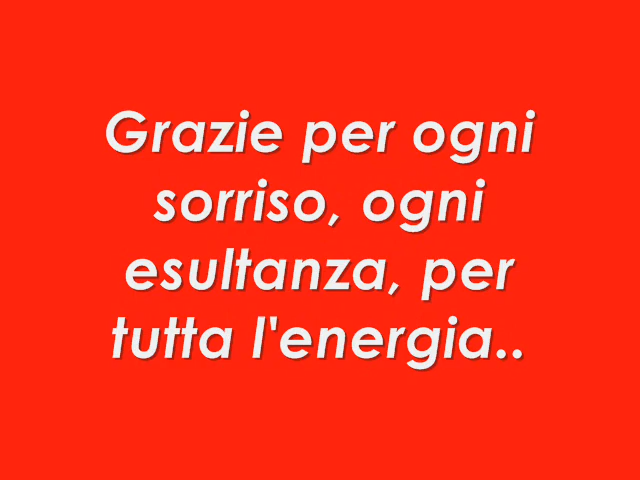 Grazie per ogni
sorriso, ogni
esultanza, per
tutta l'energia..